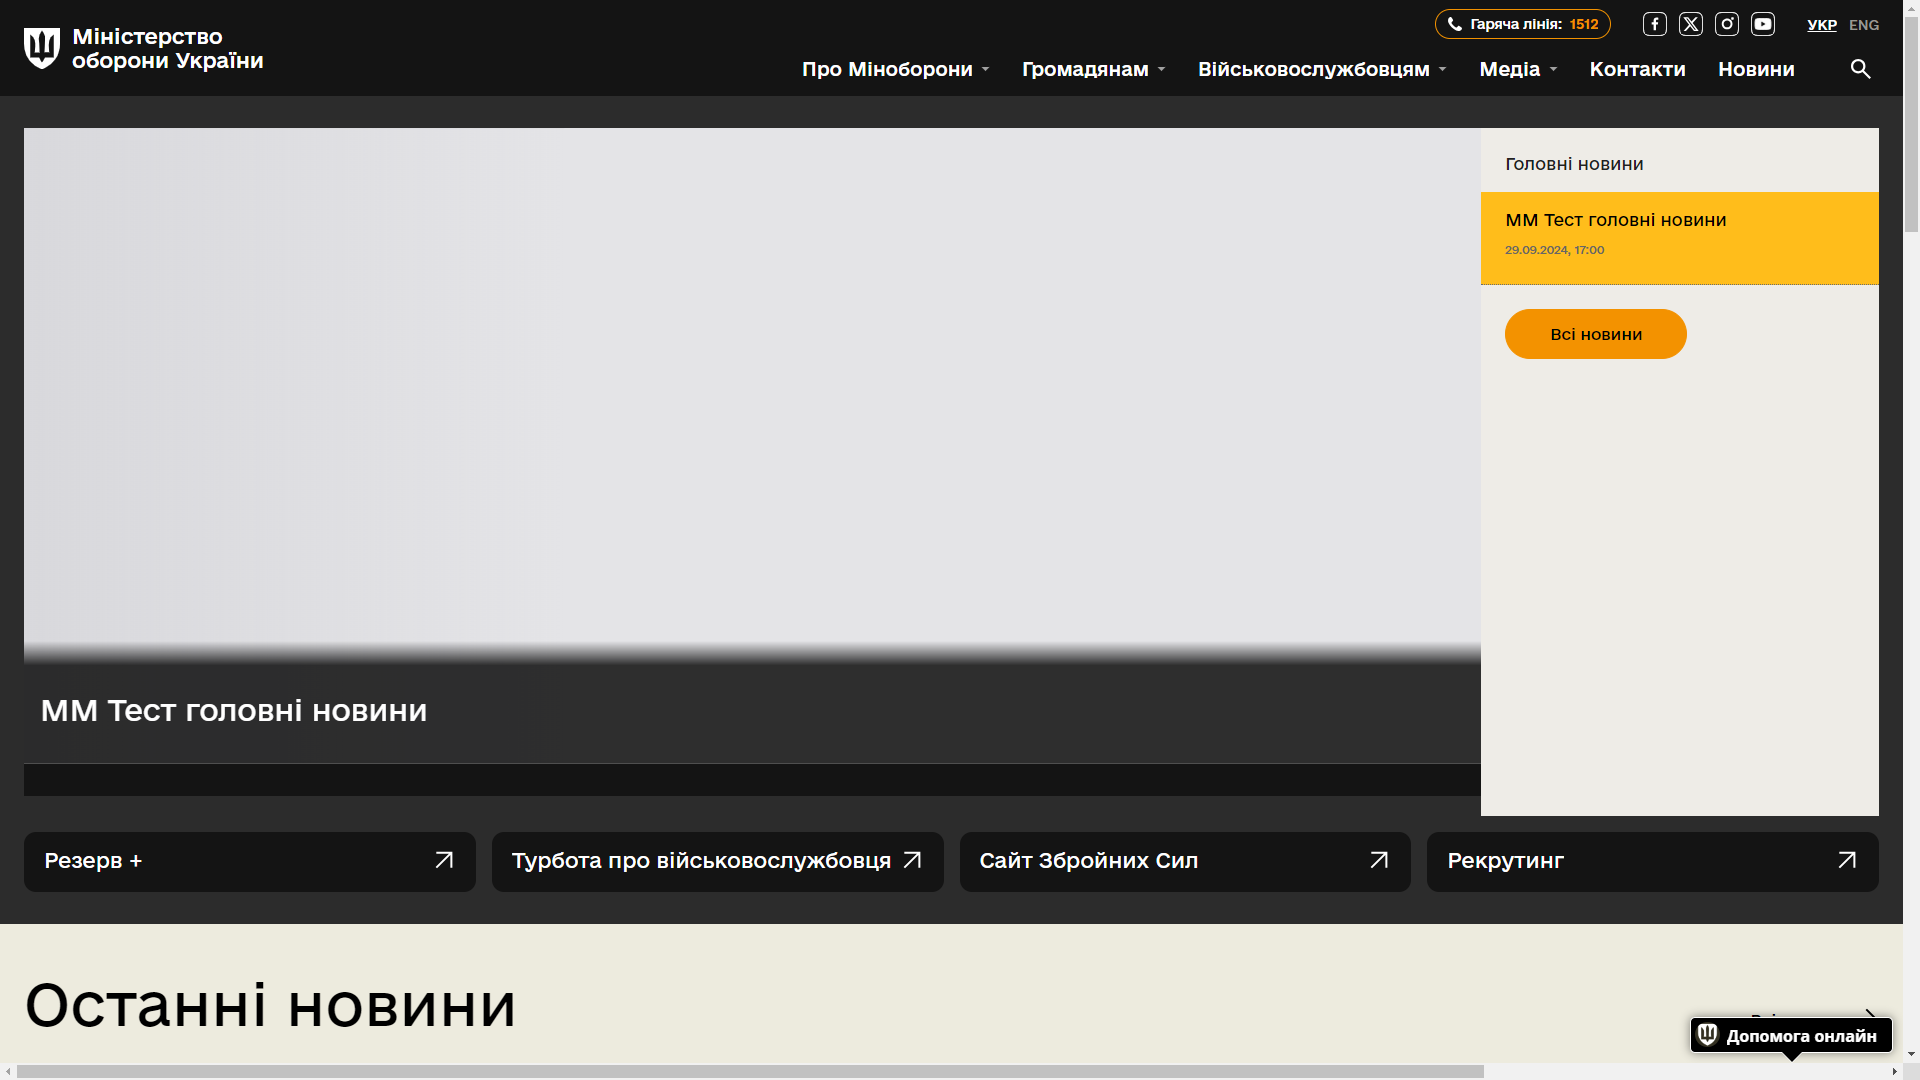 Міністерство
оборони України
Гаряча лінія: 1512
УКР ENG
Про Міноборони
Громадянам
Військовослужбовцям
Медіа
Контакти
Новини
Головні новини
ММ Тест головні новини
29.09.2024, 17:00
Всі новини
ММ Тест головні новини
Резерв +
Турбота про військовослужбовця
Сайт Збройних Сил
Рекрутинг
Останні новини
Допомога онлайн